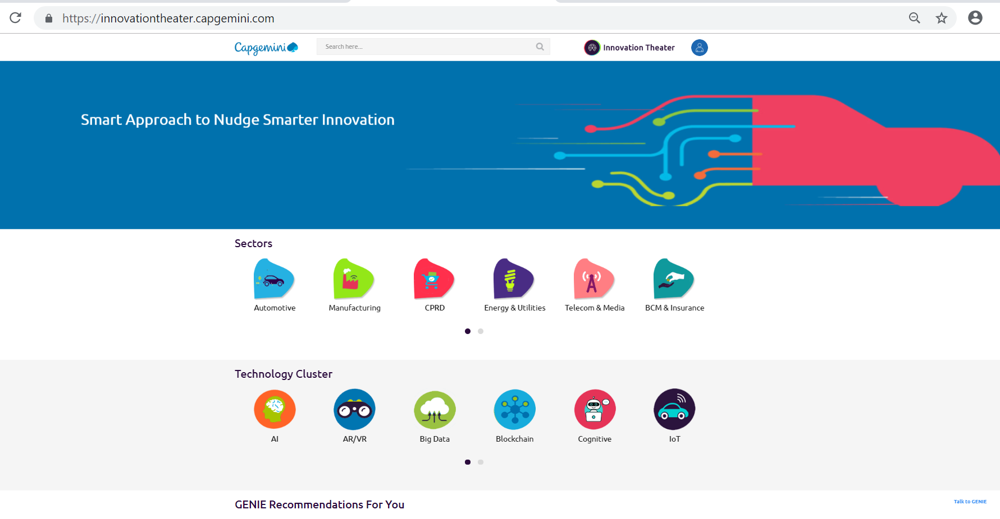 https://innovationtheater.capgemini.com
Capgemini
Search here...
Innovation Theater
Smart Approach to Nudge Smarter Innovation
Sectors
Automotive
Manufacturing
CPRD
Energy & Utilities
Telecom & Media
BCM & Insurance
Technology Cluster
AI
AR/VR
Big Data
Blockchain
Cognitive
IoT
GENIE Recommendations For You
Talk to GENIE